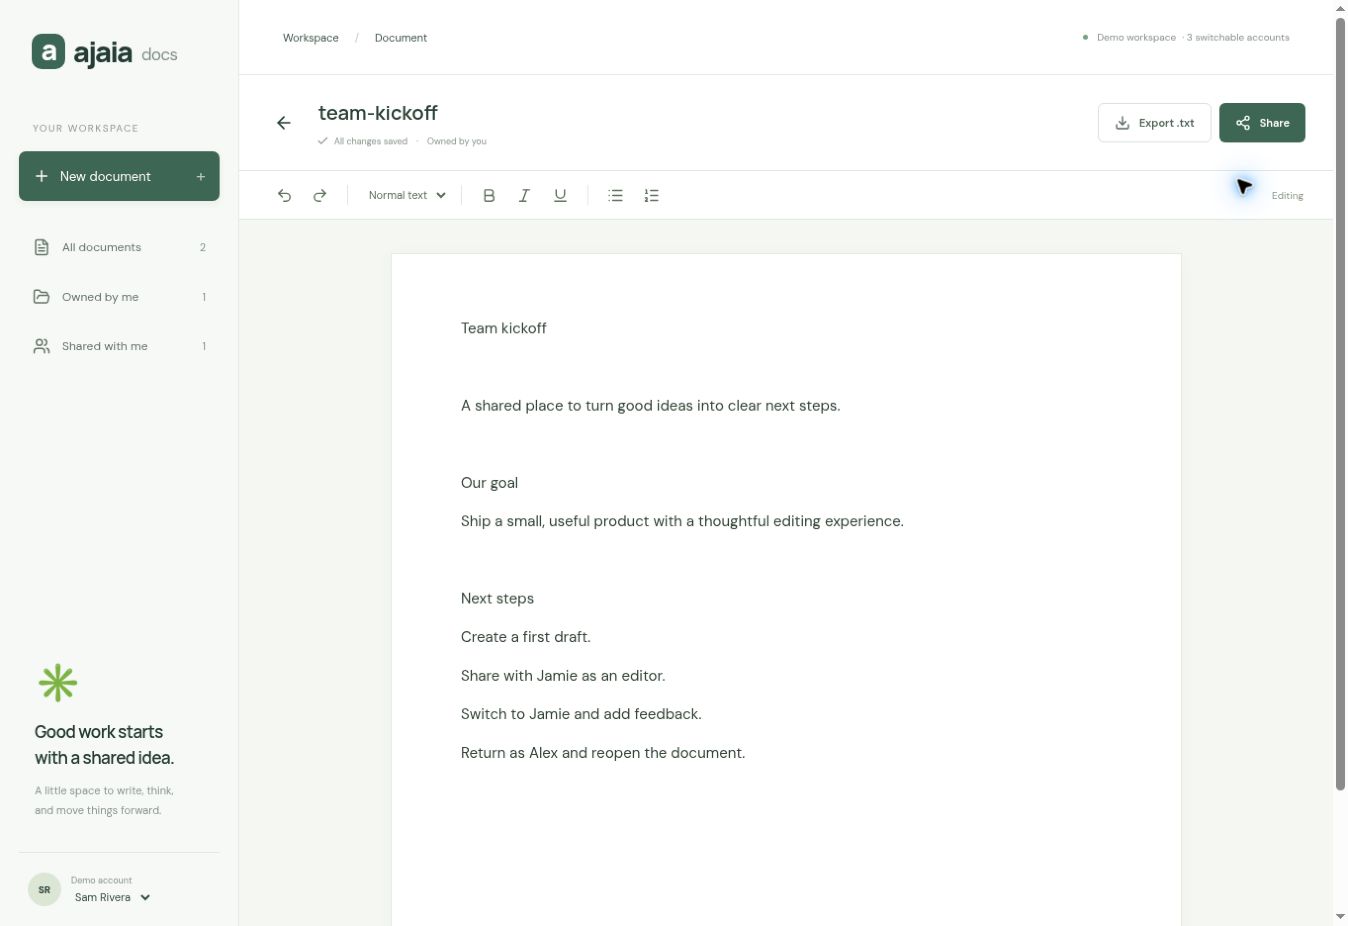 a ajaia docs
YOUR WORKSPACE
+ New document +
All documents 2
Owned by me 1
Shared with me 1
Good work starts
with a shared idea.
A little space to write, think,
and move things forward.
SR
Demo account
Sam Rivera
Workspace / Document
Demo workspace · 3 switchable accounts
team-kickoff
All changes saved · Owned by you
Export .txt
Share
Normal text
B I U
Editing
Team kickoff
A shared place to turn good ideas into clear next steps.
Our goal
Ship a small, useful product with a thoughtful editing experience.
Next steps
Create a first draft.
Share with Jamie as an editor.
Switch to Jamie and add feedback.
Return as Alex and reopen the document.